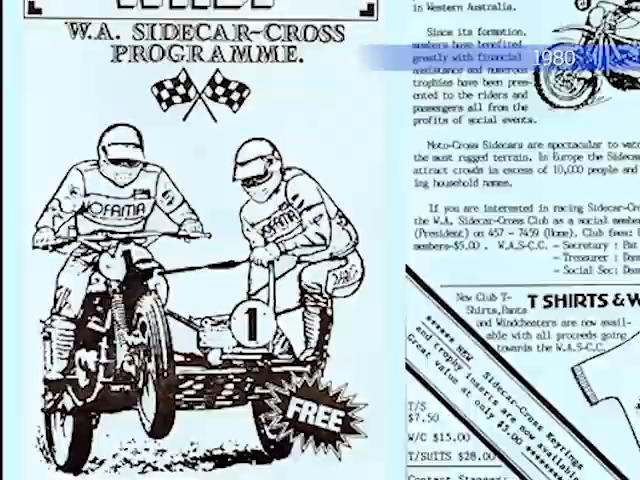 W.A. SIDECAR-CROSS
PROGRAMME.
JOFAMA
JOFAMA
1
FREE
1980
in Western Australia.
Since its formation,
members have benefited
greatly with financial
assistance and numerous
trophies have been pres-
ented to the riders and
passengers all from the
profits of social events.
Moto-Cross Sidecars are spectacular to
the most rugged terrain. In Europe the
attract crowds in excess of 10,000 people and
ing household names.
If you are interested in racing Sidecar-
the W.A. Sidecar-Cross Club as a social
(President) on 457 - 7459 (Home). Club fees:
members-$5.00 . W.A.S-C.C. - Secretary :
- Treasurer :
- Social Sec:
New Club T-
Shirts, Pants
and Windcheaters are now avail-
able with all proceeds going
towards the W.A.S-C.C.
T SHIRTS &
***** NEW Sidecar-Cross Keyrings
and trophy inserts are now available
Great value at only $5.00 *******
T/S
$7.50
W/C $15.00
T/SUITS $28.00